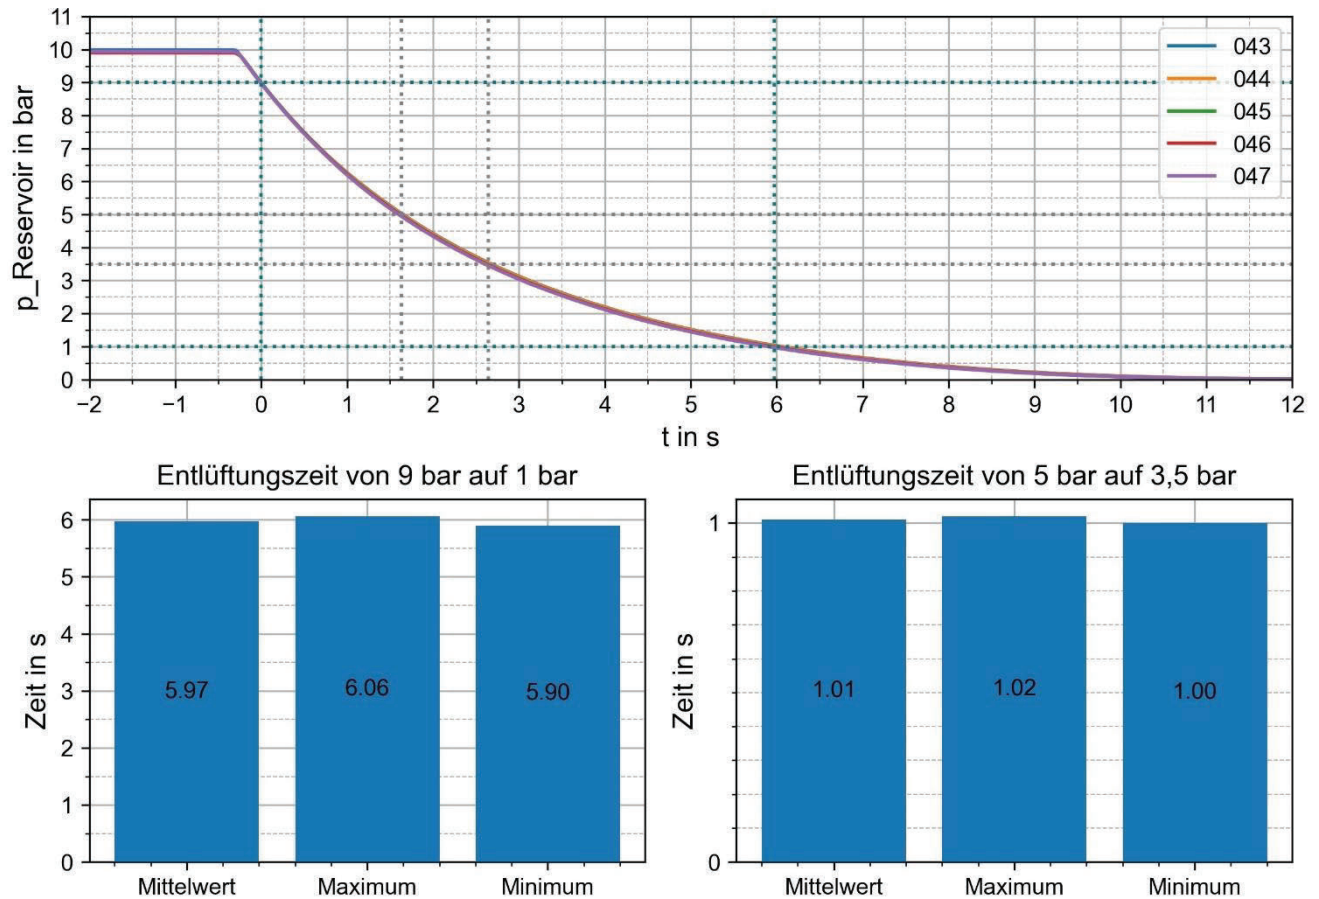 11
10
9
8
7
6
5
4
3
2
1
0
p_Reservoir in bar
043
044
045
046
047
−2 −1 0 1 2 3 4 5 6 7 8 9 10 11 12
t in s
Entlüftungszeit von 9 bar auf 1 bar
6
5
4
3
2
1
0
Zeit in s
5.97 6.06 5.90
Mittelwert Maximum Minimum
Entlüftungszeit von 5 bar auf 3,5 bar
1
0
Zeit in s
1.01 1.02 1.00
Mittelwert Maximum Minimum